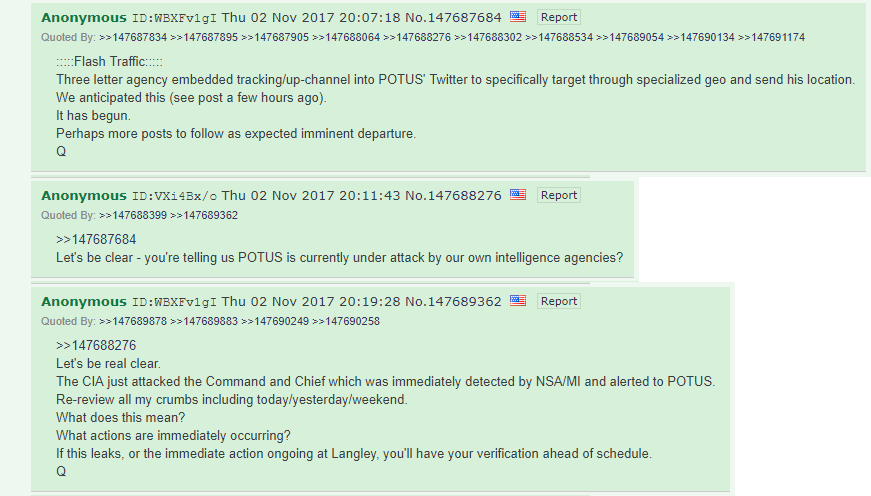 Anonymous ID:WBXFv1gI Thu 02 Nov 2017 20:07:18 No.147687684 Report
Quoted By: >>147687834 >>147687895 >>147687905 >>147688064 >>147688276 >>147688302 >>147688534 >>147689054 >>147690134 >>147691174
:::::Flash Traffic:::::
Three letter agency embedded tracking/up-channel into POTUS' Twitter to specifically target through specialized geo and send his location.
We anticipated this (see post a few hours ago).
It has begun.
Perhaps more posts to follow as expected imminent departure.
Q
Anonymous ID:VXi4Bx/o Thu 02 Nov 2017 20:11:43 No.147688276 Report
Quoted By: >>147688399 >>147689362
>>147687684
Let's be clear - you're telling us POTUS is currently under attack by our own intelligence agencies?
Anonymous ID:WBXFv1gI Thu 02 Nov 2017 20:19:28 No.147689362 Report
Quoted By: >>147689878 >>147689883 >>147690249 >>147690258
>>147688276
Let's be real clear.
The CIA just attacked the Command and Chief which was immediately detected by NSA/MI and alerted to POTUS.
Re-review all my crumbs including today/yesterday/weekend.
What does this mean?
What actions are immediately occurring?
If this leaks, or the immediate action ongoing at Langley, you'll have your verification ahead of schedule.
Q